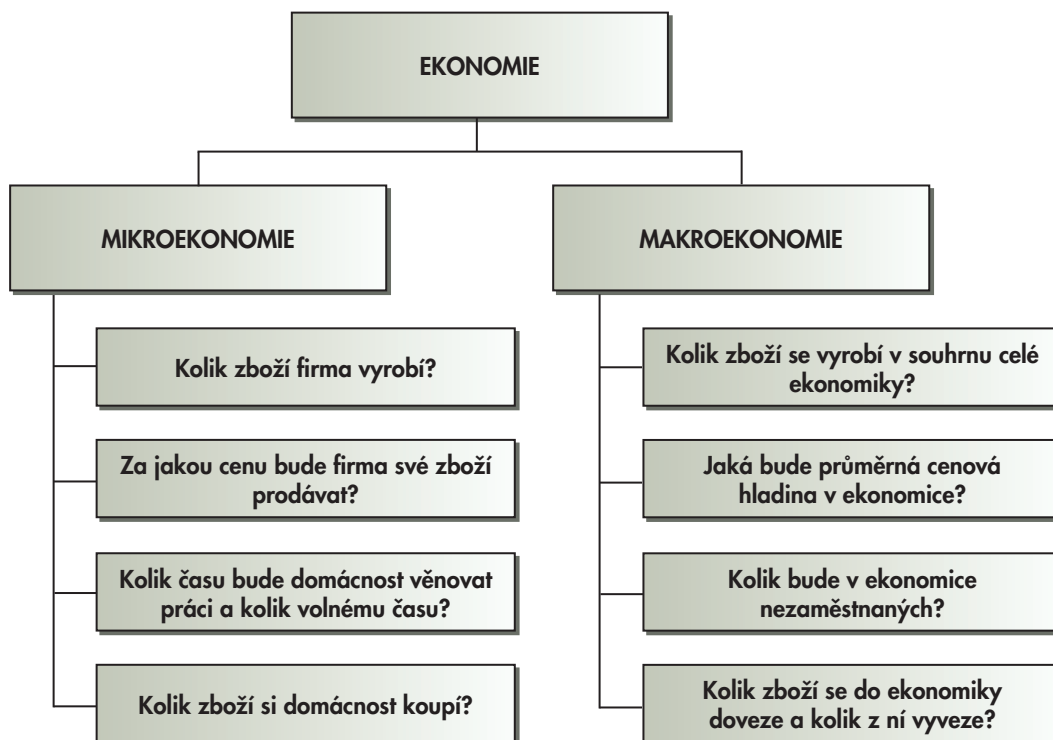 EKONOMIE
MIKROEKONOMIE
Kolik zboží firma vyrobí?
Za jakou cenu bude firma své zboží
prodávat?
Kolik času bude domácnost věnovat
práci a kolik volnému času?
Kolik zboží si domácnost koupí?
MAKROEKONOMIE
Kolik zboží se vyrobí v souhrnu celé
ekonomiky?
Jaká bude průměrná cenová
hladina v ekonomice?
Kolik bude v ekonomice
nezaměstnaných?
Kolik zboží se do ekonomiky
doveze a kolik z ní vyveze?